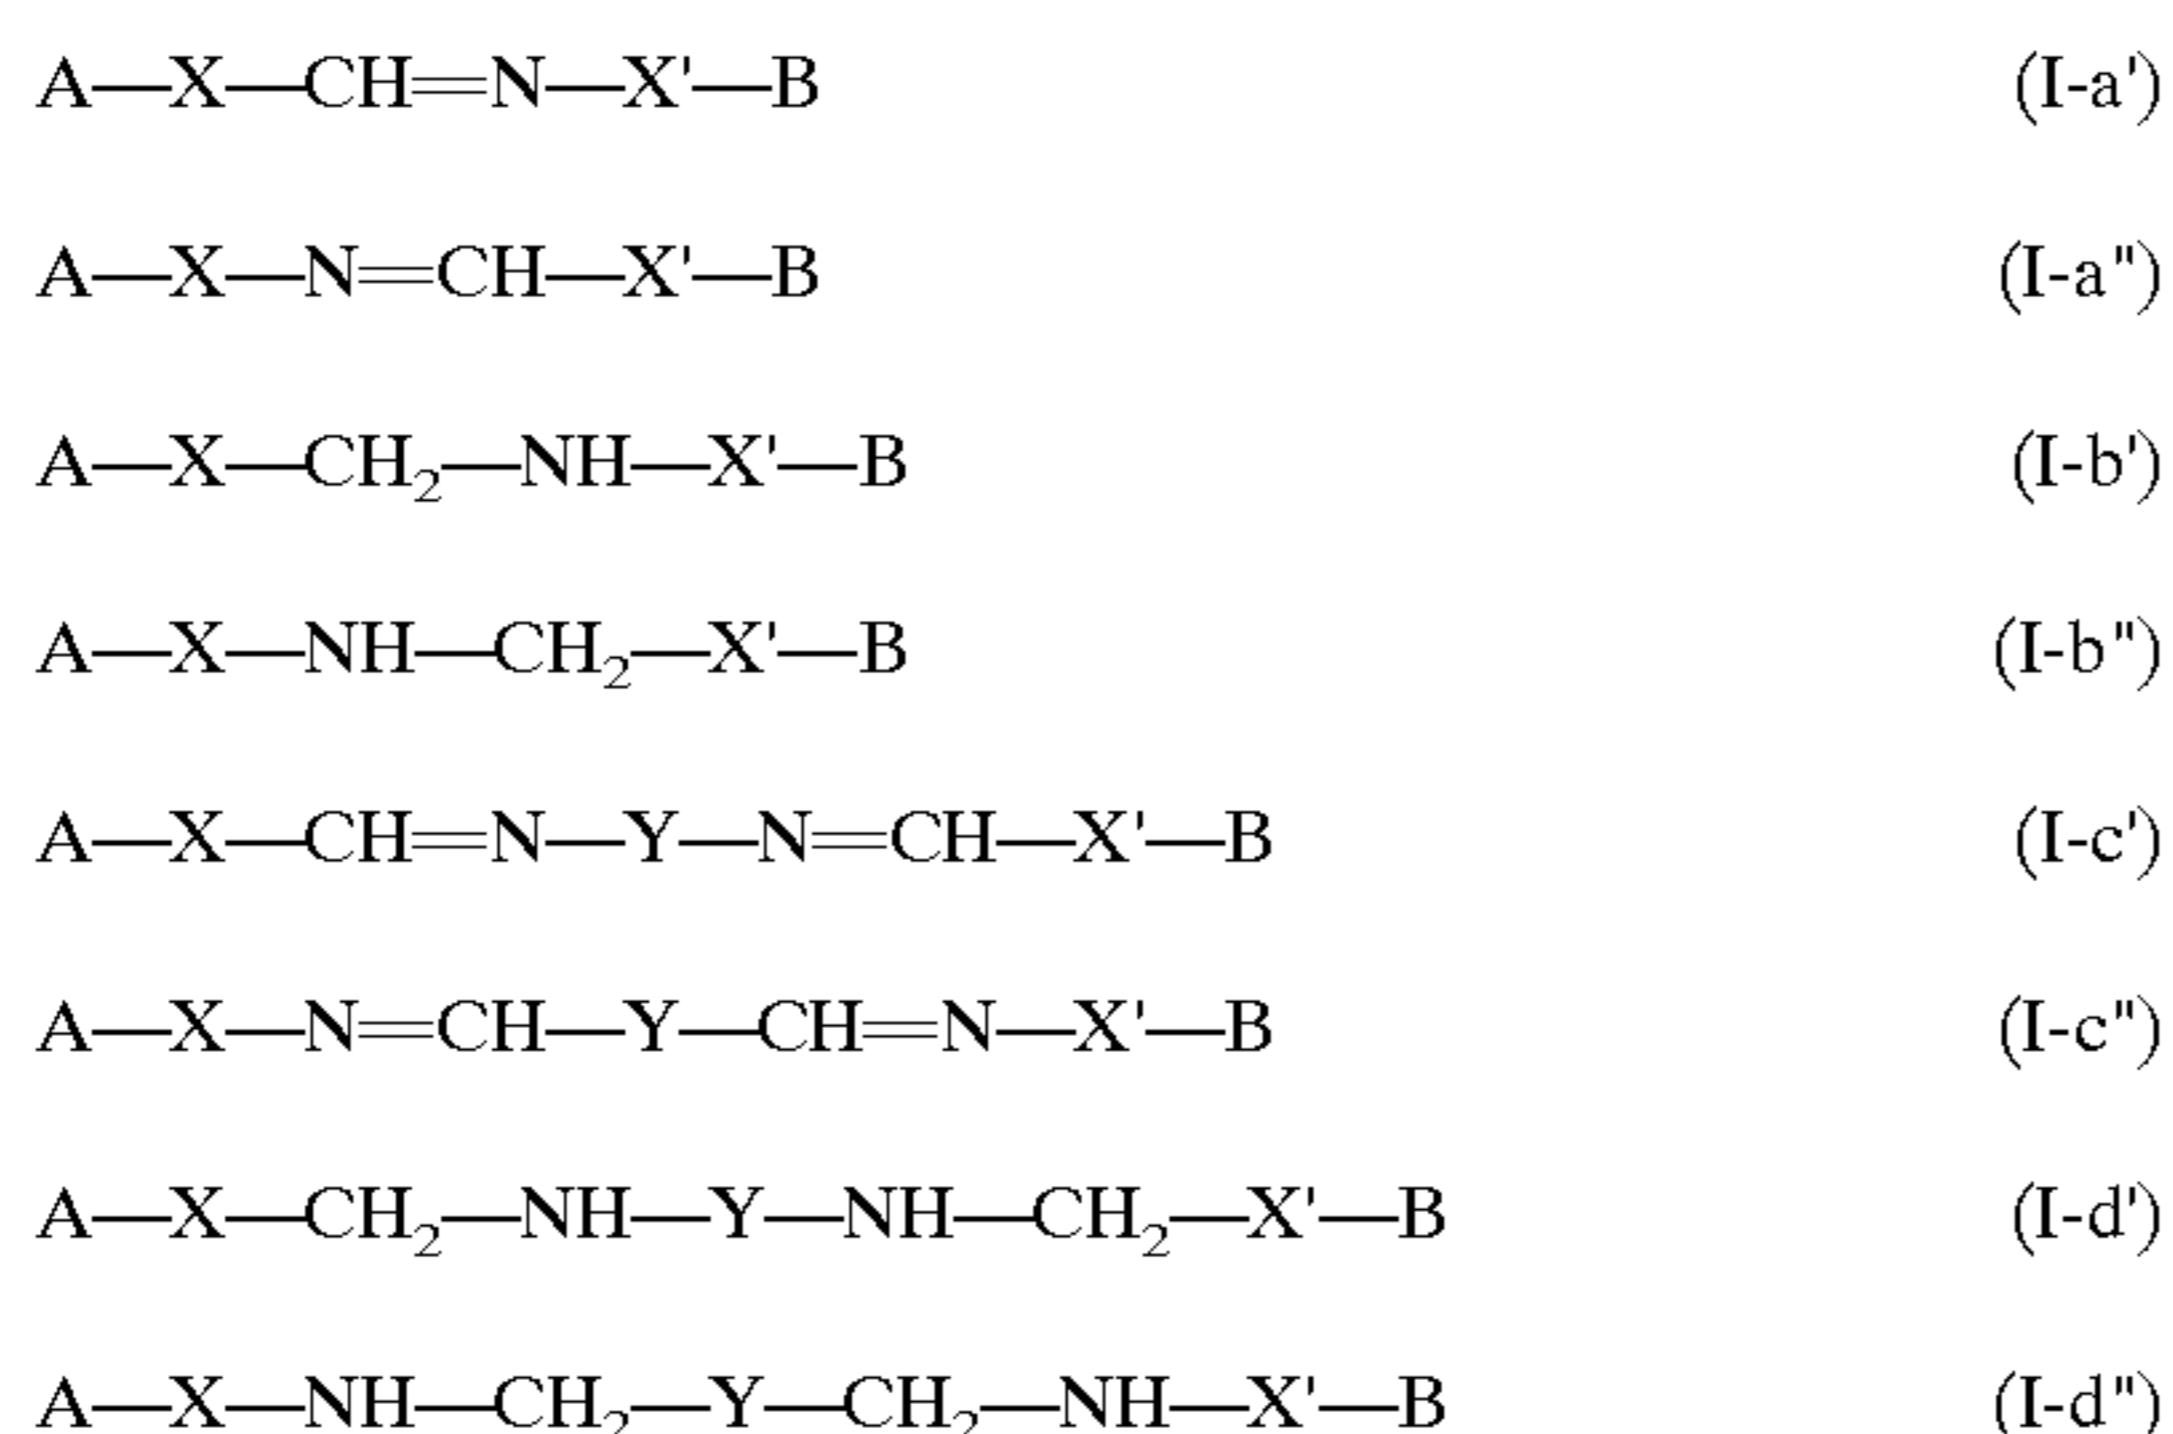 A—X—CH=N—X'—B (I-a')
A—X—N=CH—X'—B (I-a")
A—X—CH₂—NH—X'—B (I-b')
A—X—NH—CH₂—X'—B (I-b")
A—X—CH=N—Y—N=CH—X'—B (I-c')
A—X—N=CH—Y—CH=N—X'—B (I-c")
A—X—CH₂—NH—Y—NH—CH₂—X'—B (I-d')
A—X—NH—CH₂—Y—CH₂—NH—X'—B (I-d")